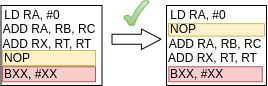 LD RA, #0
ADD RA, RB, RC
ADD RX, RT, RT
NOP
BXX, #XX
LD RA, #0
NOP
ADD RA, RB, RC
ADD RX, RT, RT
BXX, #XX